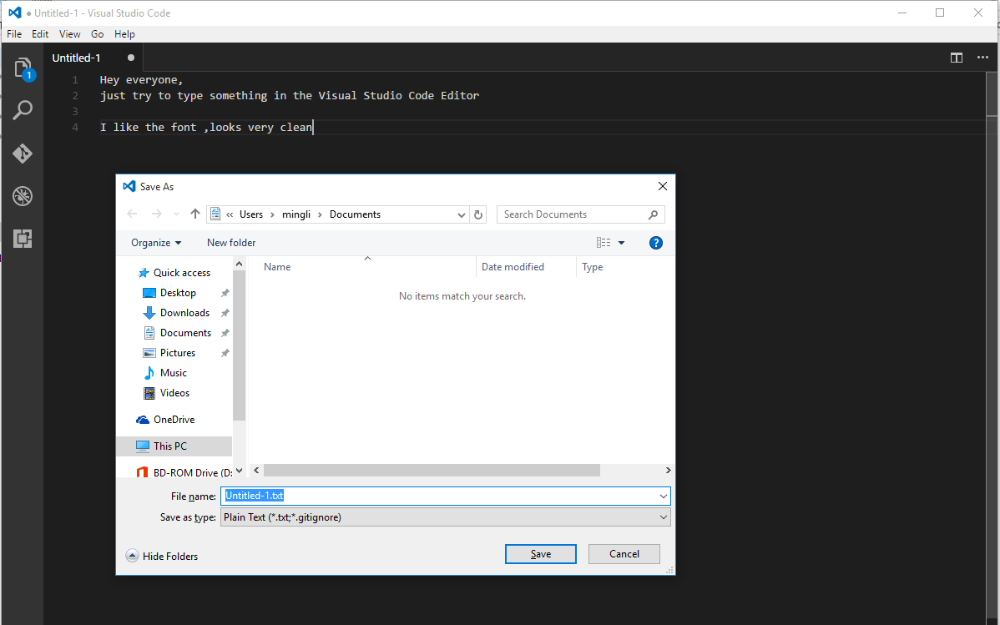 ● Untitled-1 - Visual Studio Code
File Edit View Go Help
1
Untitled-1 ●
1 Hey everyone,
2 just try to type something in the Visual Studio Code Editor
3
4 I like the font ,looks very clean
Save As
« Users › mingli › Documents
Search Documents
Organize New folder
?
Name Date modified Type
No items match your search.
Quick access
Desktop
Downloads
Documents
Pictures
Music
Videos
OneDrive
This PC
BD-ROM Drive (D:
File name: Untitled-1.txt
Save as type: Plain Text (*.txt;*.gitignore)
Hide Folders
Save Cancel